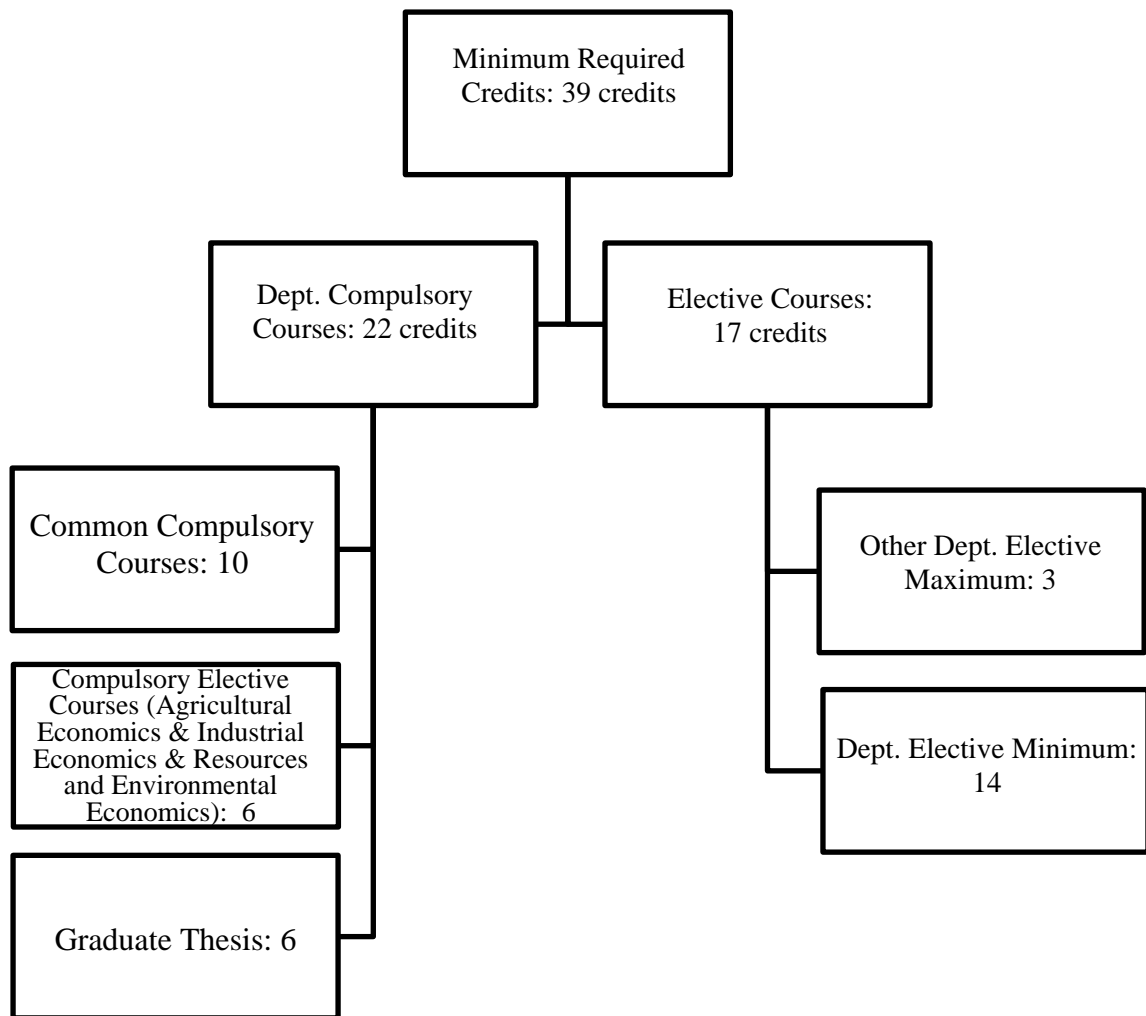 Minimum Required
Credits: 39 credits
Dept. Compulsory
Courses: 22 credits
Elective Courses:
17 credits
Common Compulsory
Courses: 10
Other Dept. Elective
Maximum: 3
Compulsory Elective
Courses (Agricultural
Economics & Industrial
Economics & Resources
and Environmental
Economics): 6
Dept. Elective Minimum:
14
Graduate Thesis: 6